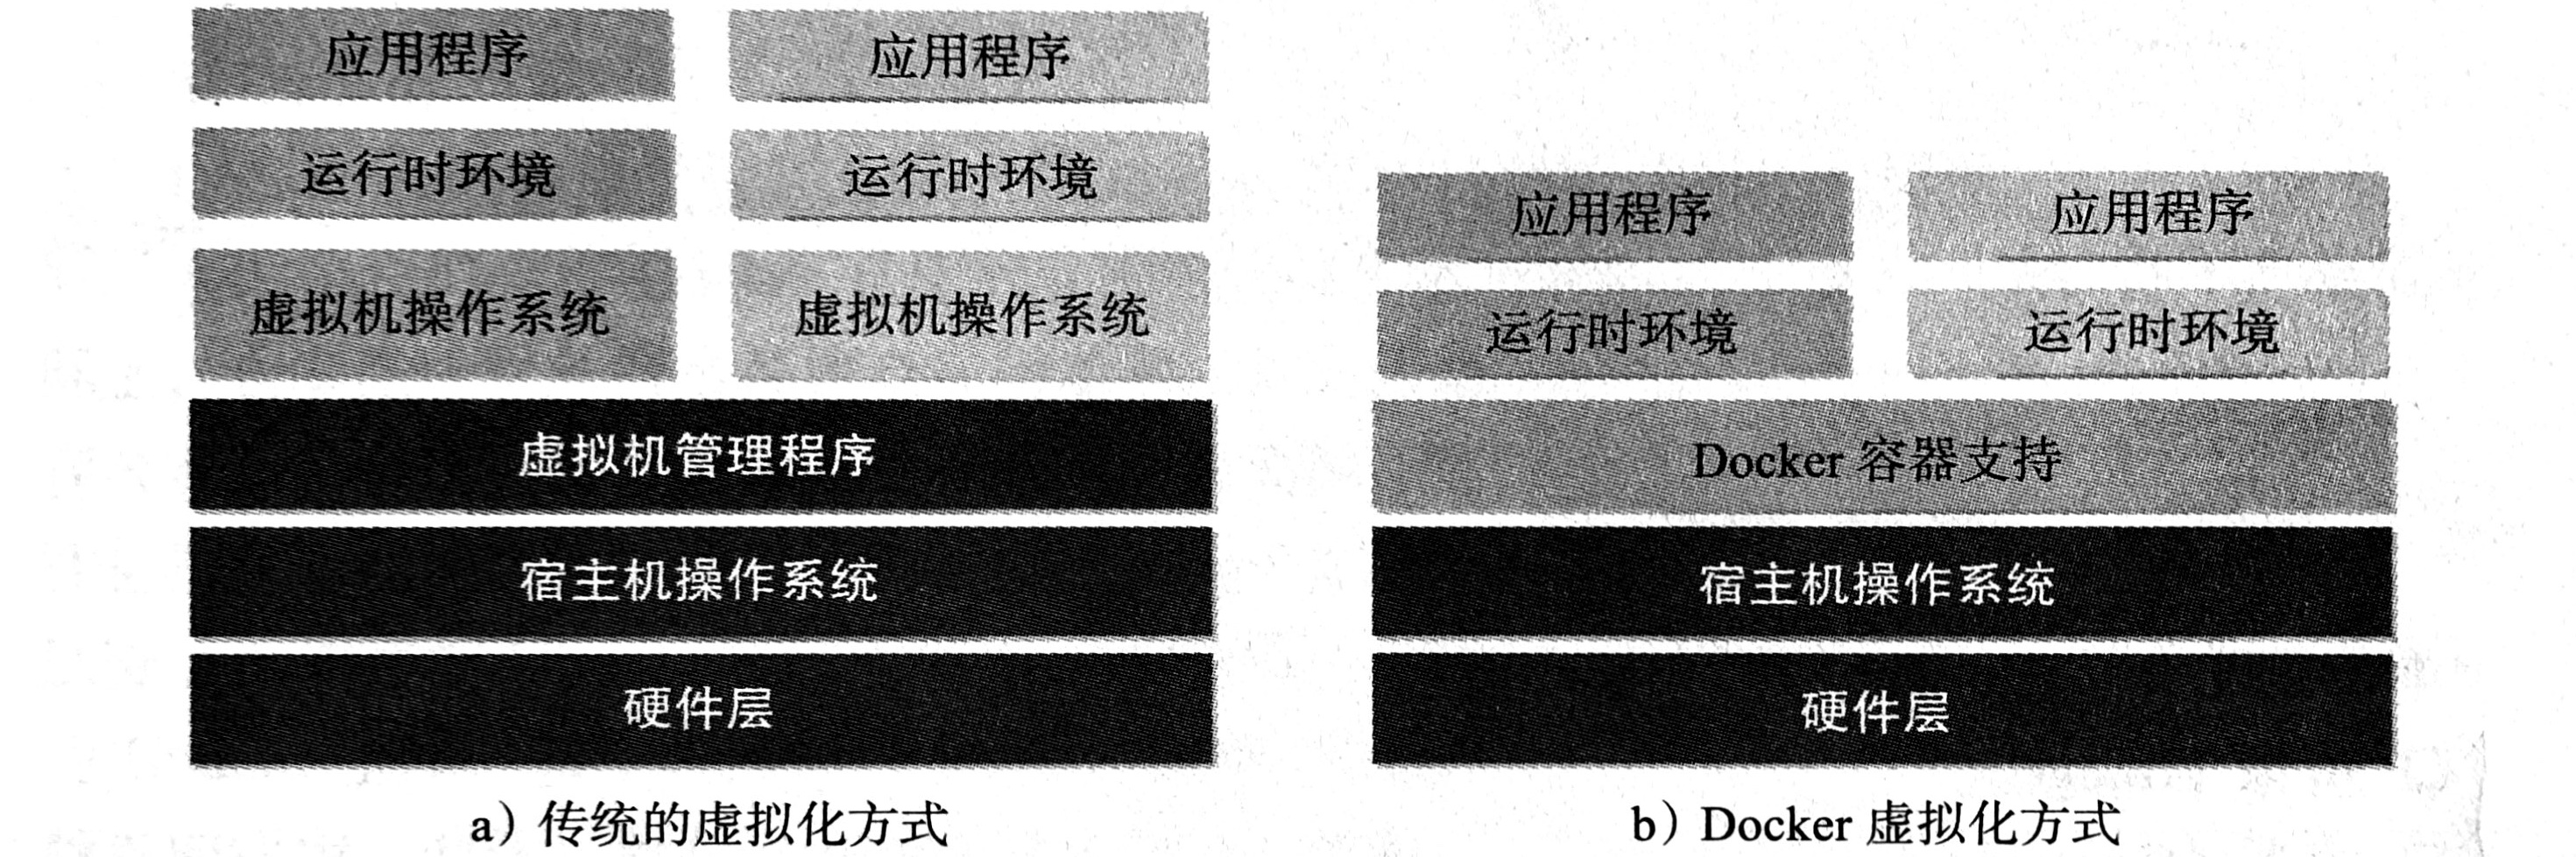 应用程序
应用程序
运行时环境
运行时环境
虚拟机操作系统
虚拟机操作系统
虚拟机管理程序
宿主机操作系统
硬件层
a）传统的虚拟化方式
应用程序
应用程序
运行时环境
运行时环境
Docker 容器支持
宿主机操作系统
硬件层
b）Docker 虚拟化方式